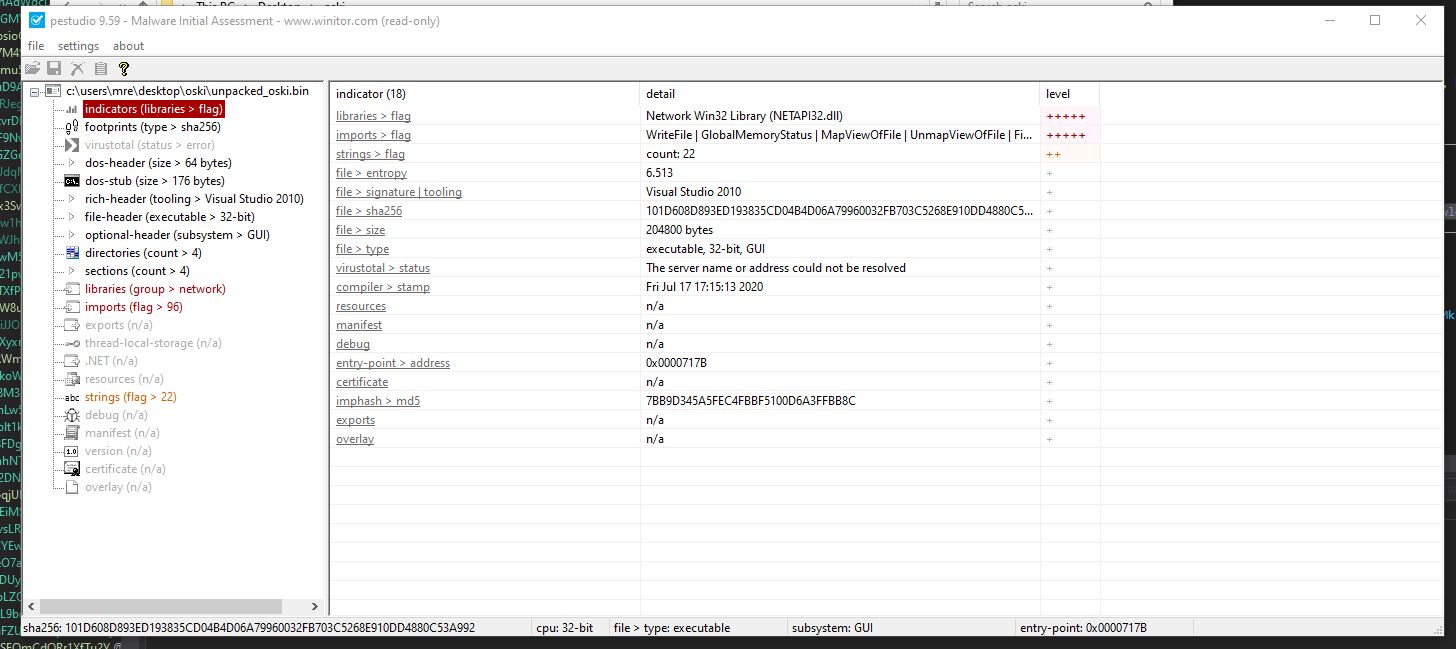 pestudio 9.59 - Malware Initial Assessment - www.winitor.com (read-only)
file settings about
c:\users\mre\desktop\oski\unpacked_oski.bin
indicators (libraries > flag)
footprints (type > sha256)
virustotal (status > error)
dos-header (size > 64 bytes)
dos-stub (size > 176 bytes)
rich-header (tooling > Visual Studio 2010)
file-header (executable > 32-bit)
optional-header (subsystem > GUI)
directories (count > 4)
sections (count > 4)
libraries (group > network)
imports (flag > 96)
exports (n/a)
thread-local-storage (n/a)
.NET (n/a)
resources (n/a)
abc strings (flag > 22)
debug (n/a)
manifest (n/a)
1.0 version (n/a)
certificate (n/a)
overlay (n/a)
indicator (18) detail level
libraries > flag Network Win32 Library (NETAPI32.dll) +++++
imports > flag WriteFile | GlobalMemoryStatus | MapViewOfFile | UnmapViewOfFile | Fi... +++++
strings > flag count: 22 ++
file > entropy 6.513 +
file > signature | tooling Visual Studio 2010 +
file > sha256 101D608D893ED193835CD04B4D06A79960032FB703C5268E910DD4880C5... +
file > size 204800 bytes +
file > type executable, 32-bit, GUI +
virustotal > status The server name or address could not be resolved +
compiler > stamp Fri Jul 17 17:15:13 2020 +
resources n/a +
manifest n/a +
debug n/a +
entry-point > address 0x0000717B +
certificate n/a +
imphash > md5 7BB9D345A5FEC4FBBF5100D6A3FFBB8C +
exports n/a +
overlay n/a +
sha256: 101D608D893ED193835CD04B4D06A79960032FB703C5268E910DD4880C53A992 cpu: 32-bit file > type: executable subsystem: GUI entry-point: 0x0000717B